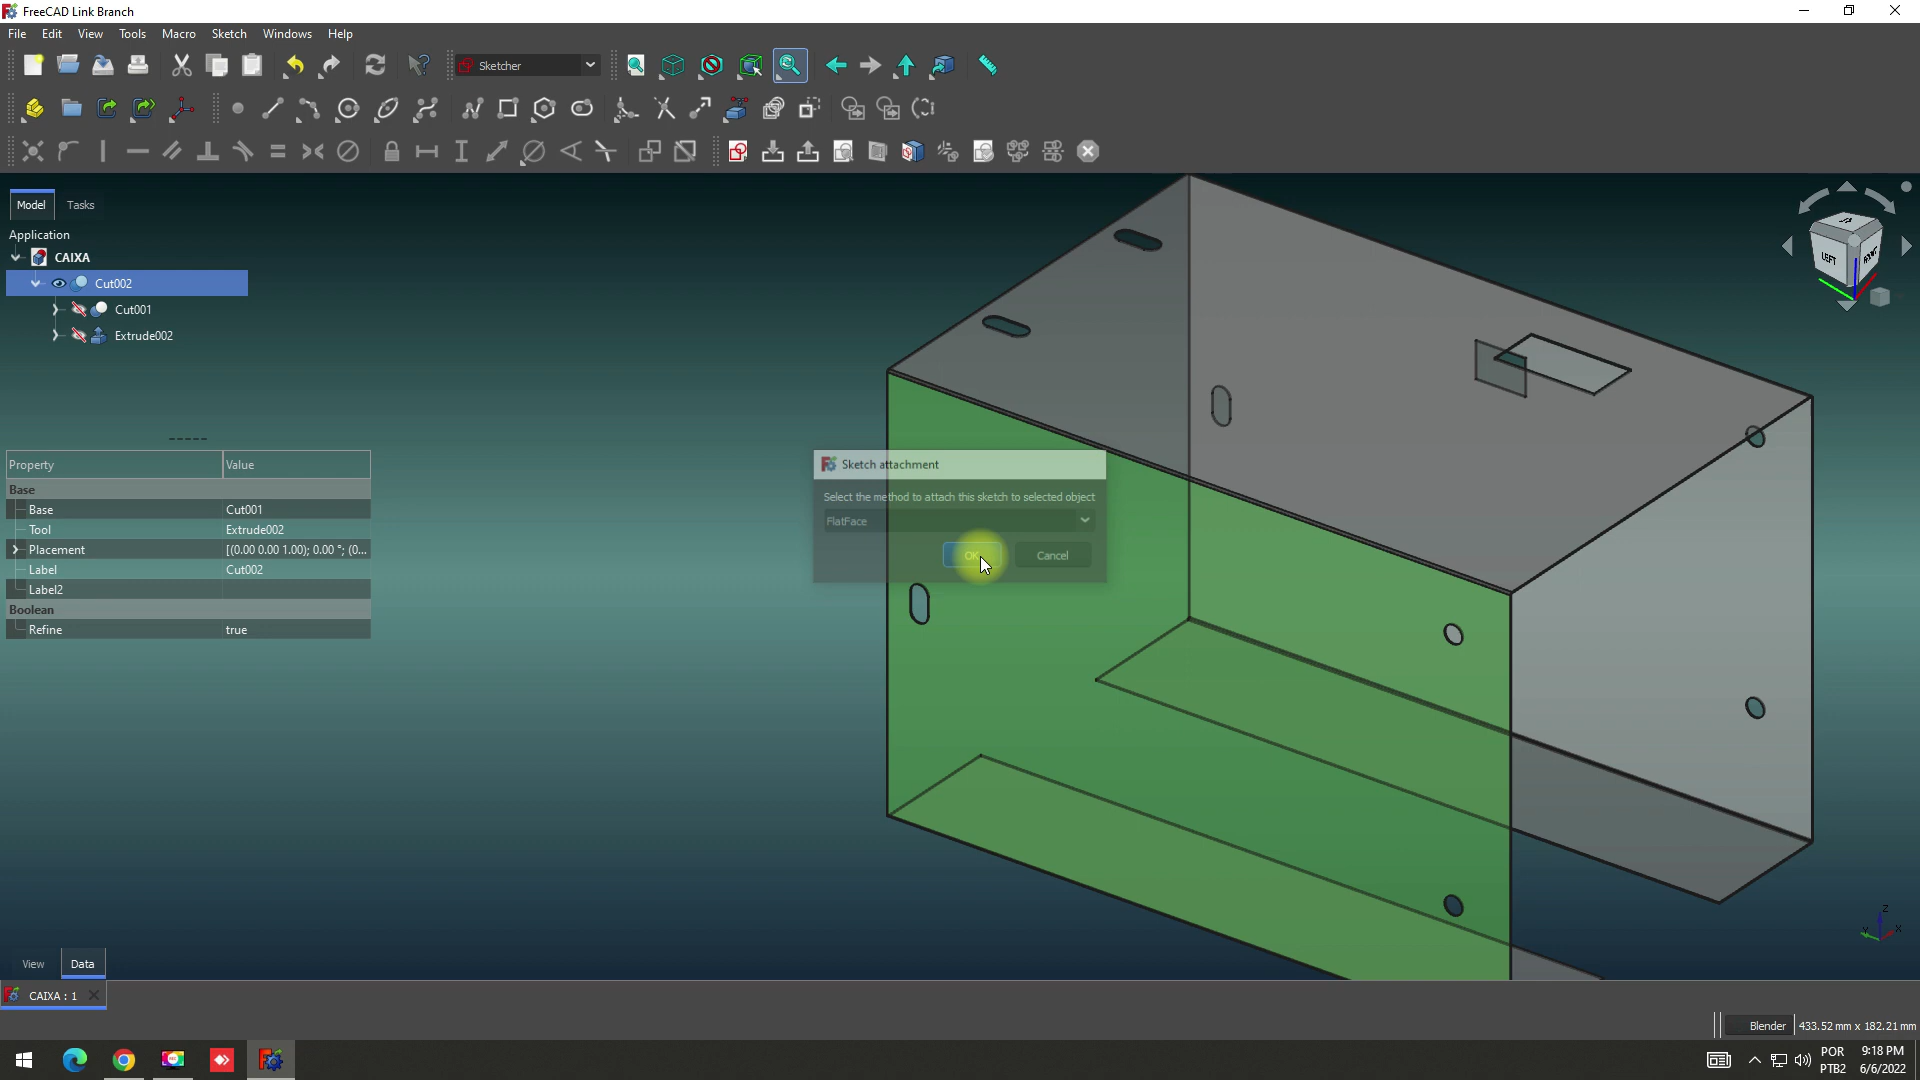 FreeCAD Link Branch
File Edit View Tools Macro Sketch Windows Help
Sketcher
Model Tasks
Application
CAIXA
Cut002
Cut001
Extrude002
LEFT
FRONT
Sketch attachment
Select the method to attach this sketch to selected object
FlatFace
OK Cancel
Property Value
Base
Base Cut001
Tool Extrude002
Placement [(0.00 0.00 1.00); 0.00 °; (0...
Label Cut002
Label2
Boolean
Refine true
Z
Y X
View Data
CAIXA : 1
Blender 433.52 mm x 182.21 mm
POR 9:18 PM
PTB2 6/6/2022